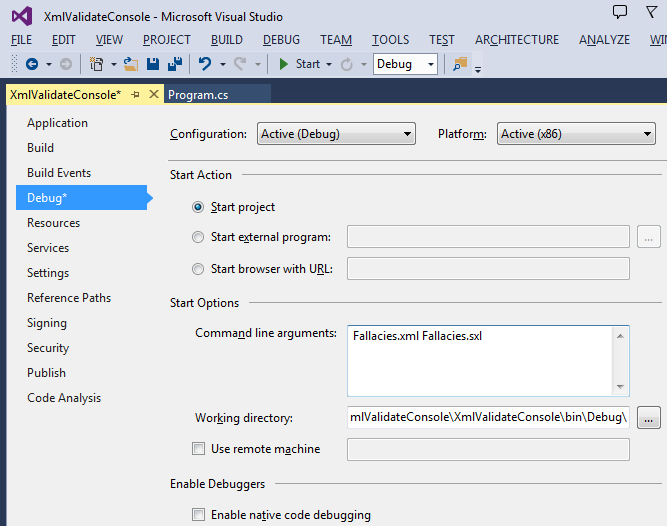 XmlValidateConsole - Microsoft Visual Studio
FILE EDIT VIEW PROJECT BUILD DEBUG TEAM TOOLS TEST ARCHITECTURE ANALYZE WIN
Start Debug
XmlValidateConsole* Program.cs
Application
Build
Build Events
Debug*
Resources
Services
Settings
Reference Paths
Signing
Security
Publish
Code Analysis
Configuration: Active (Debug) Platform: Active (x86)
Start Action
Start project
Start external program: ...
Start browser with URL:
Start Options
Command line arguments: Fallacies.xml Fallacies.sxl
Working directory: mlValidateConsole\XmlValidateConsole\bin\Debug\ ...
Use remote machine
Enable Debuggers
Enable native code debugging